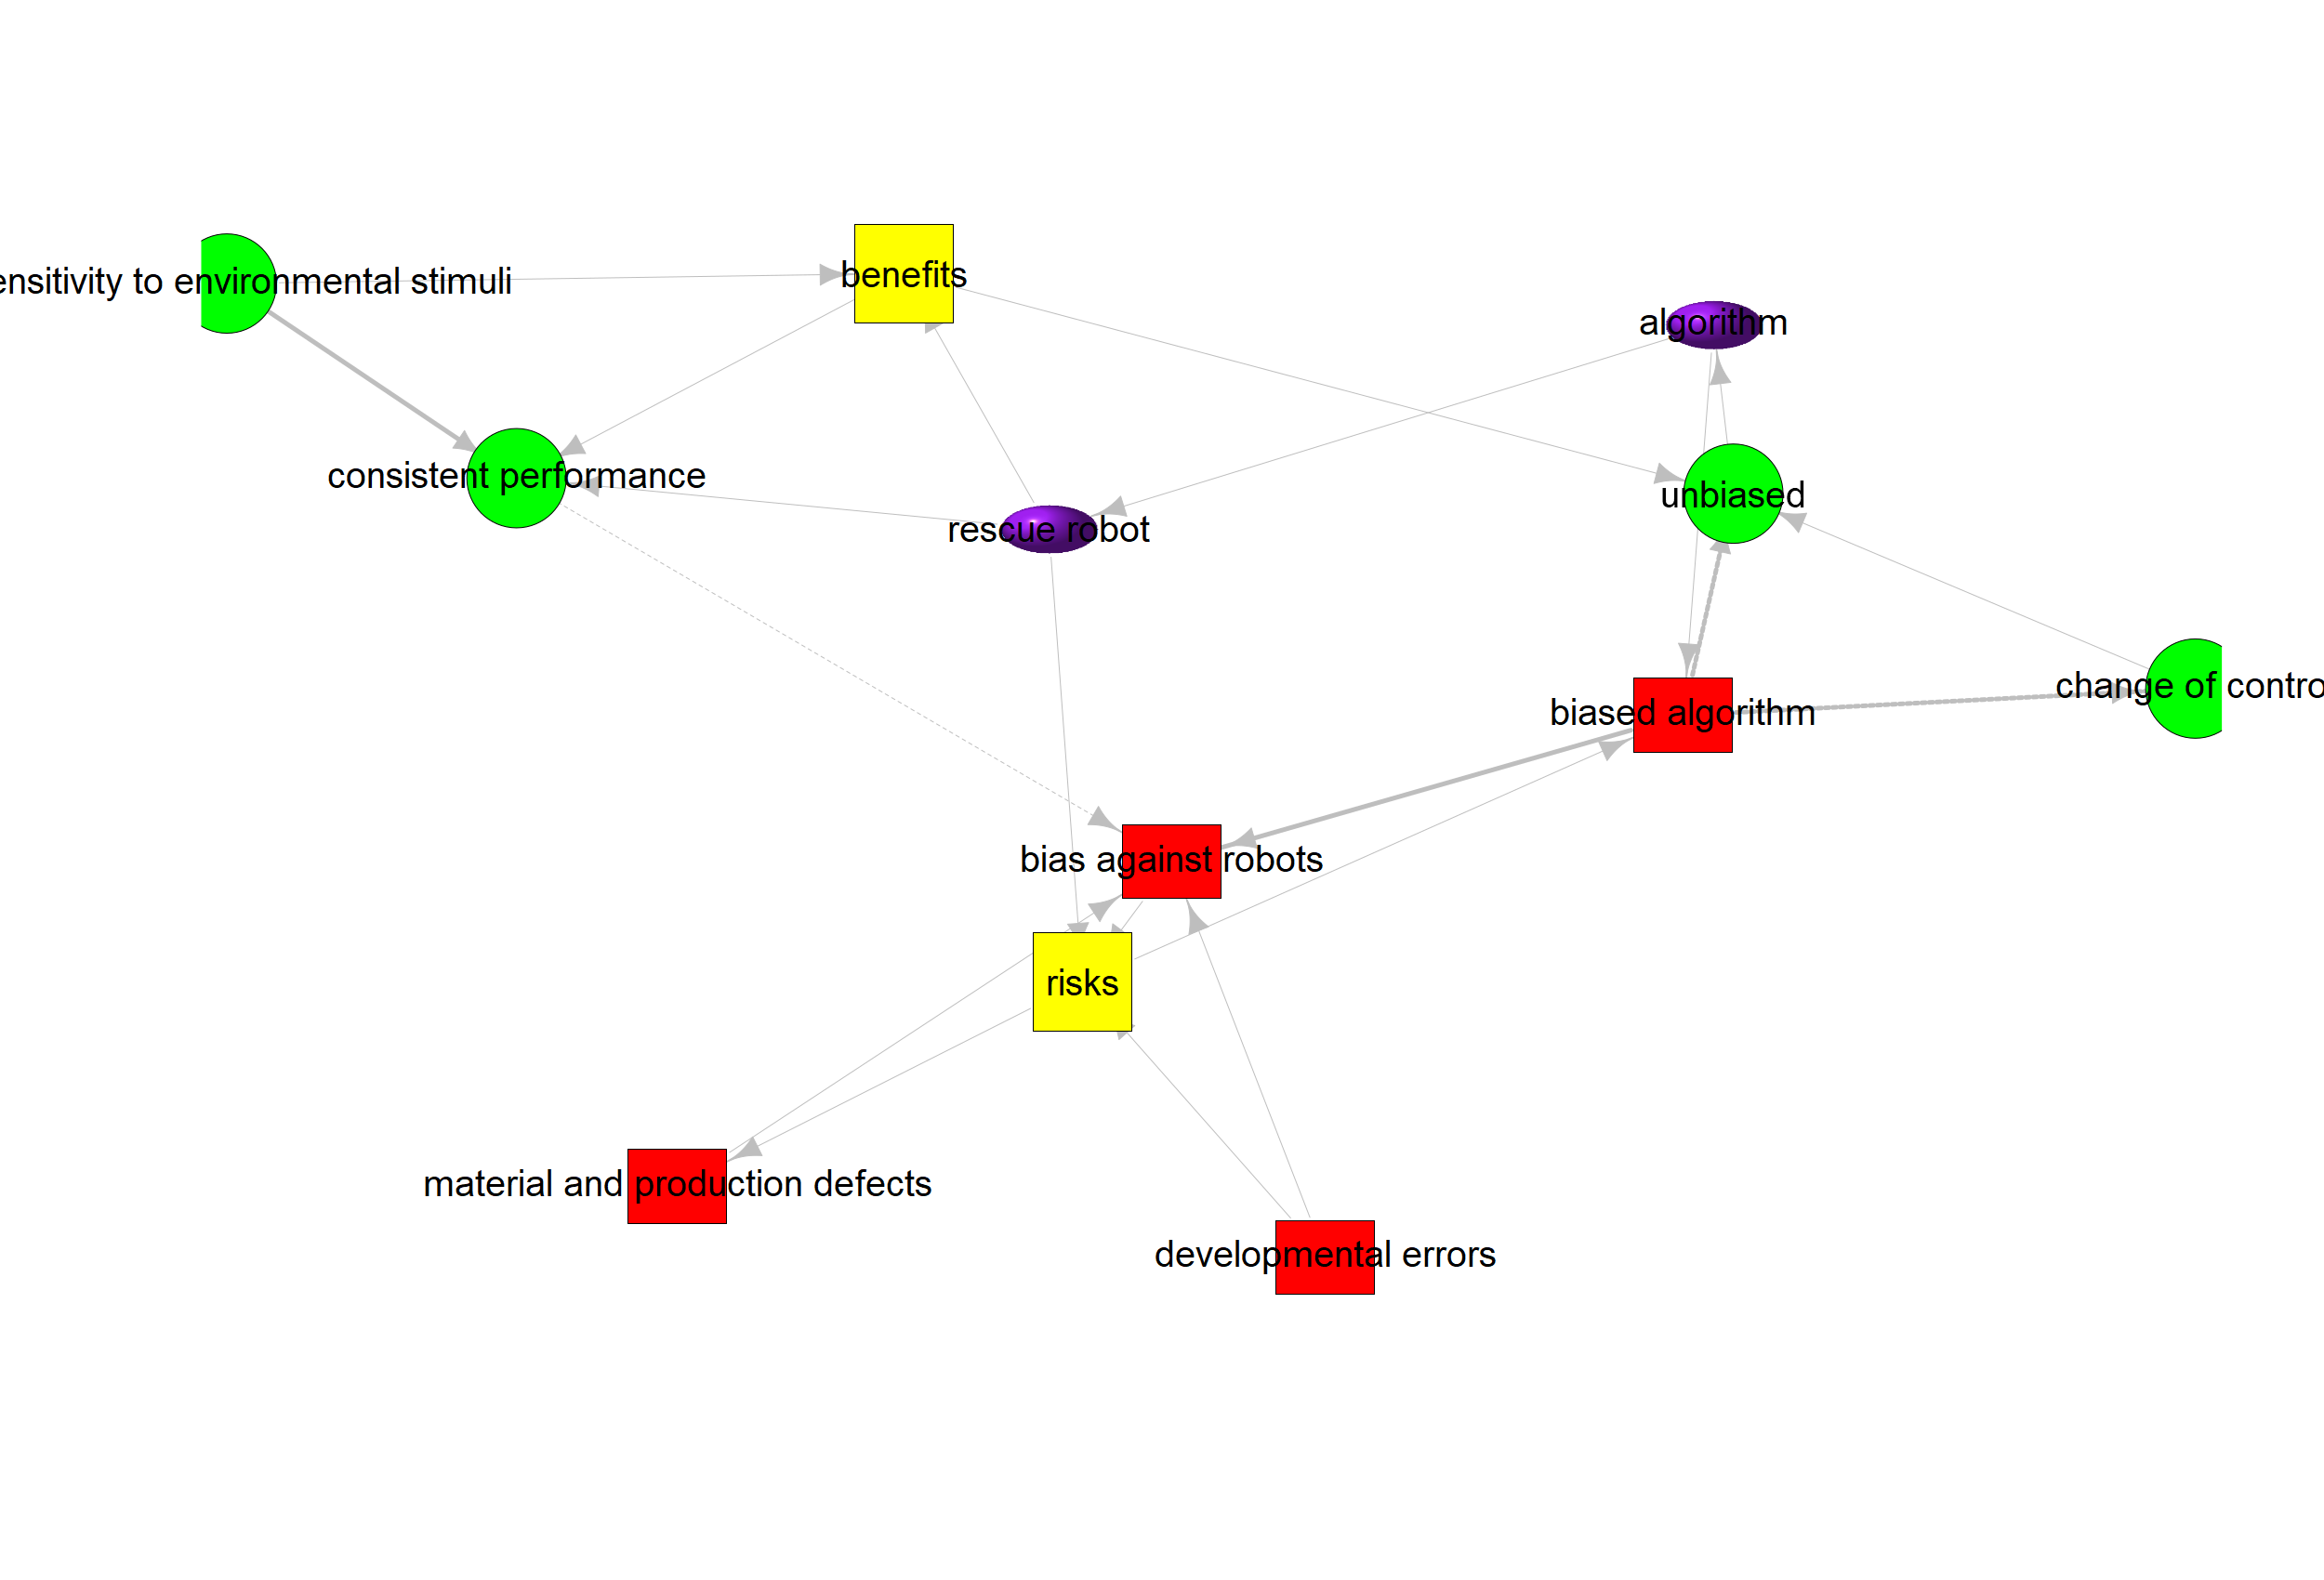 ensitivity to environmental stimuli
benefits
algorithm
consistent performance
unbiased
rescue robot
change of contro
biased algorithm
bias against robots
risks
material and production defects
developmental errors